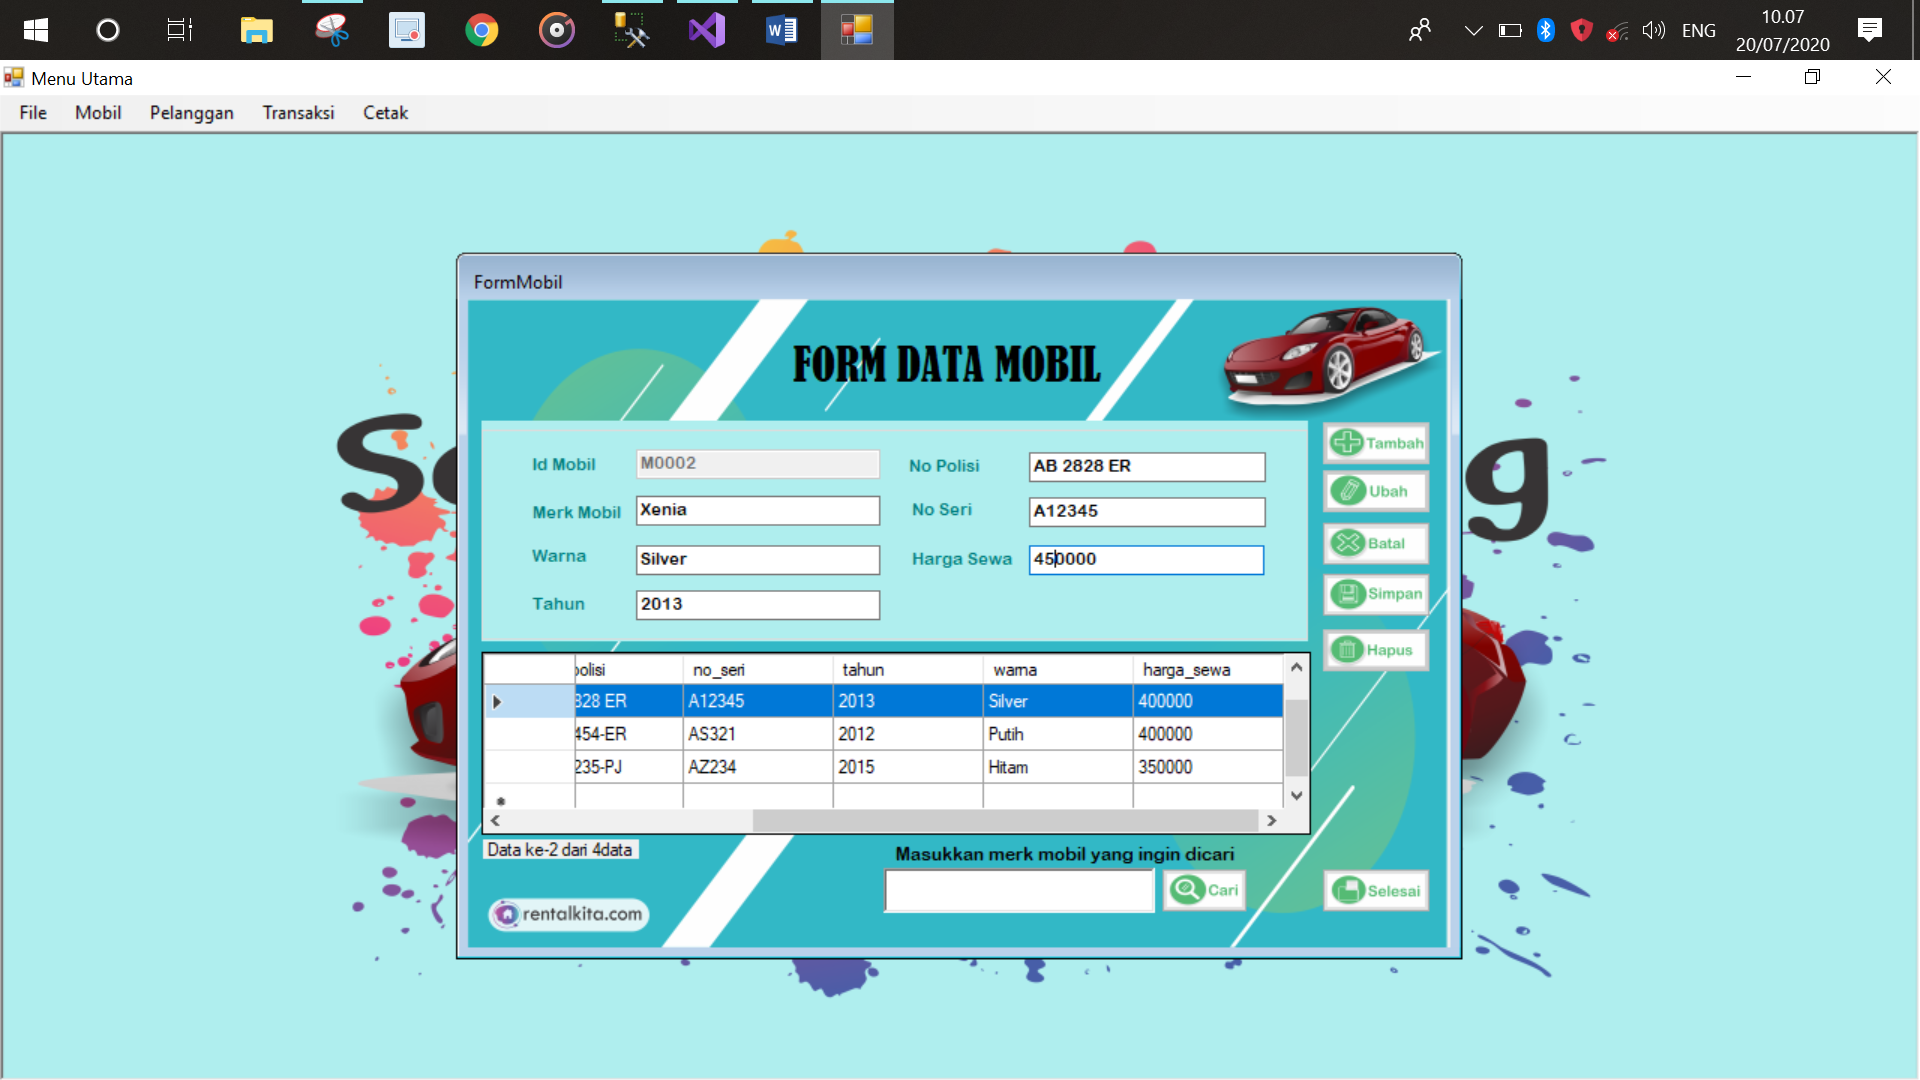 ENG
10.07
20/07/2020
Menu Utama
File Mobil Pelanggan Transaksi Cetak
FormMobil
FORM DATA MOBIL
Id Mobil M0002 No Polisi AB 2828 ER
Merk Mobil Xenia No Seri A12345
Warna Silver Harga Sewa 450000
Tahun 2013
Tambah
Ubah
Batal
Simpan
Hapus
polisi no_seri tahun warna harga_sewa
328 ER A12345 2013 Silver 400000
454-ER AS321 2012 Putih 400000
235-PJ AZ234 2015 Hitam 350000
Data ke-2 dari 4data
Masukkan merk mobil yang ingin dicari
Cari
Selesai
rentalkita.com